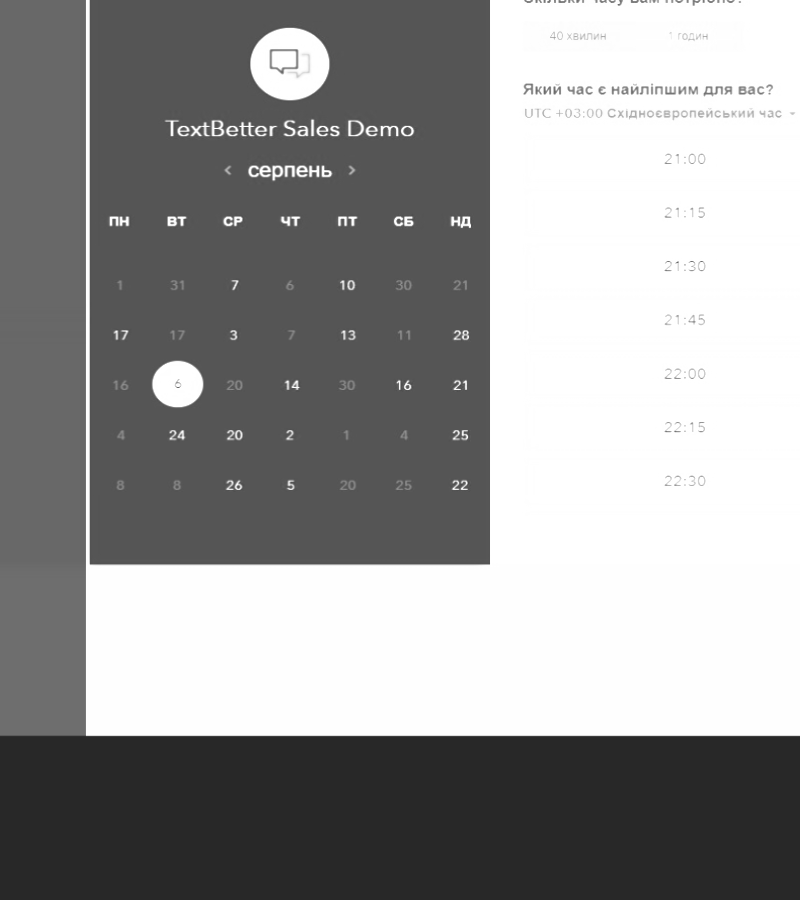 Скільки часу вам потрібно?
40 хвилин
1 годин
Який час є найліпшим для вас?
UTC +03:00 Східноєвропейський час
21:00
21:15
21:30
21:45
22:00
22:15
22:30
TextBetter Sales Demo
‹ серпень ›
ПН ВТ СР ЧТ ПТ СБ НД
1 31 7 6 10 30 21
17 17 3 7 13 11 28
16 6 20 14 30 16 21
4 24 20 2 1 4 25
8 8 26 5 20 25 22